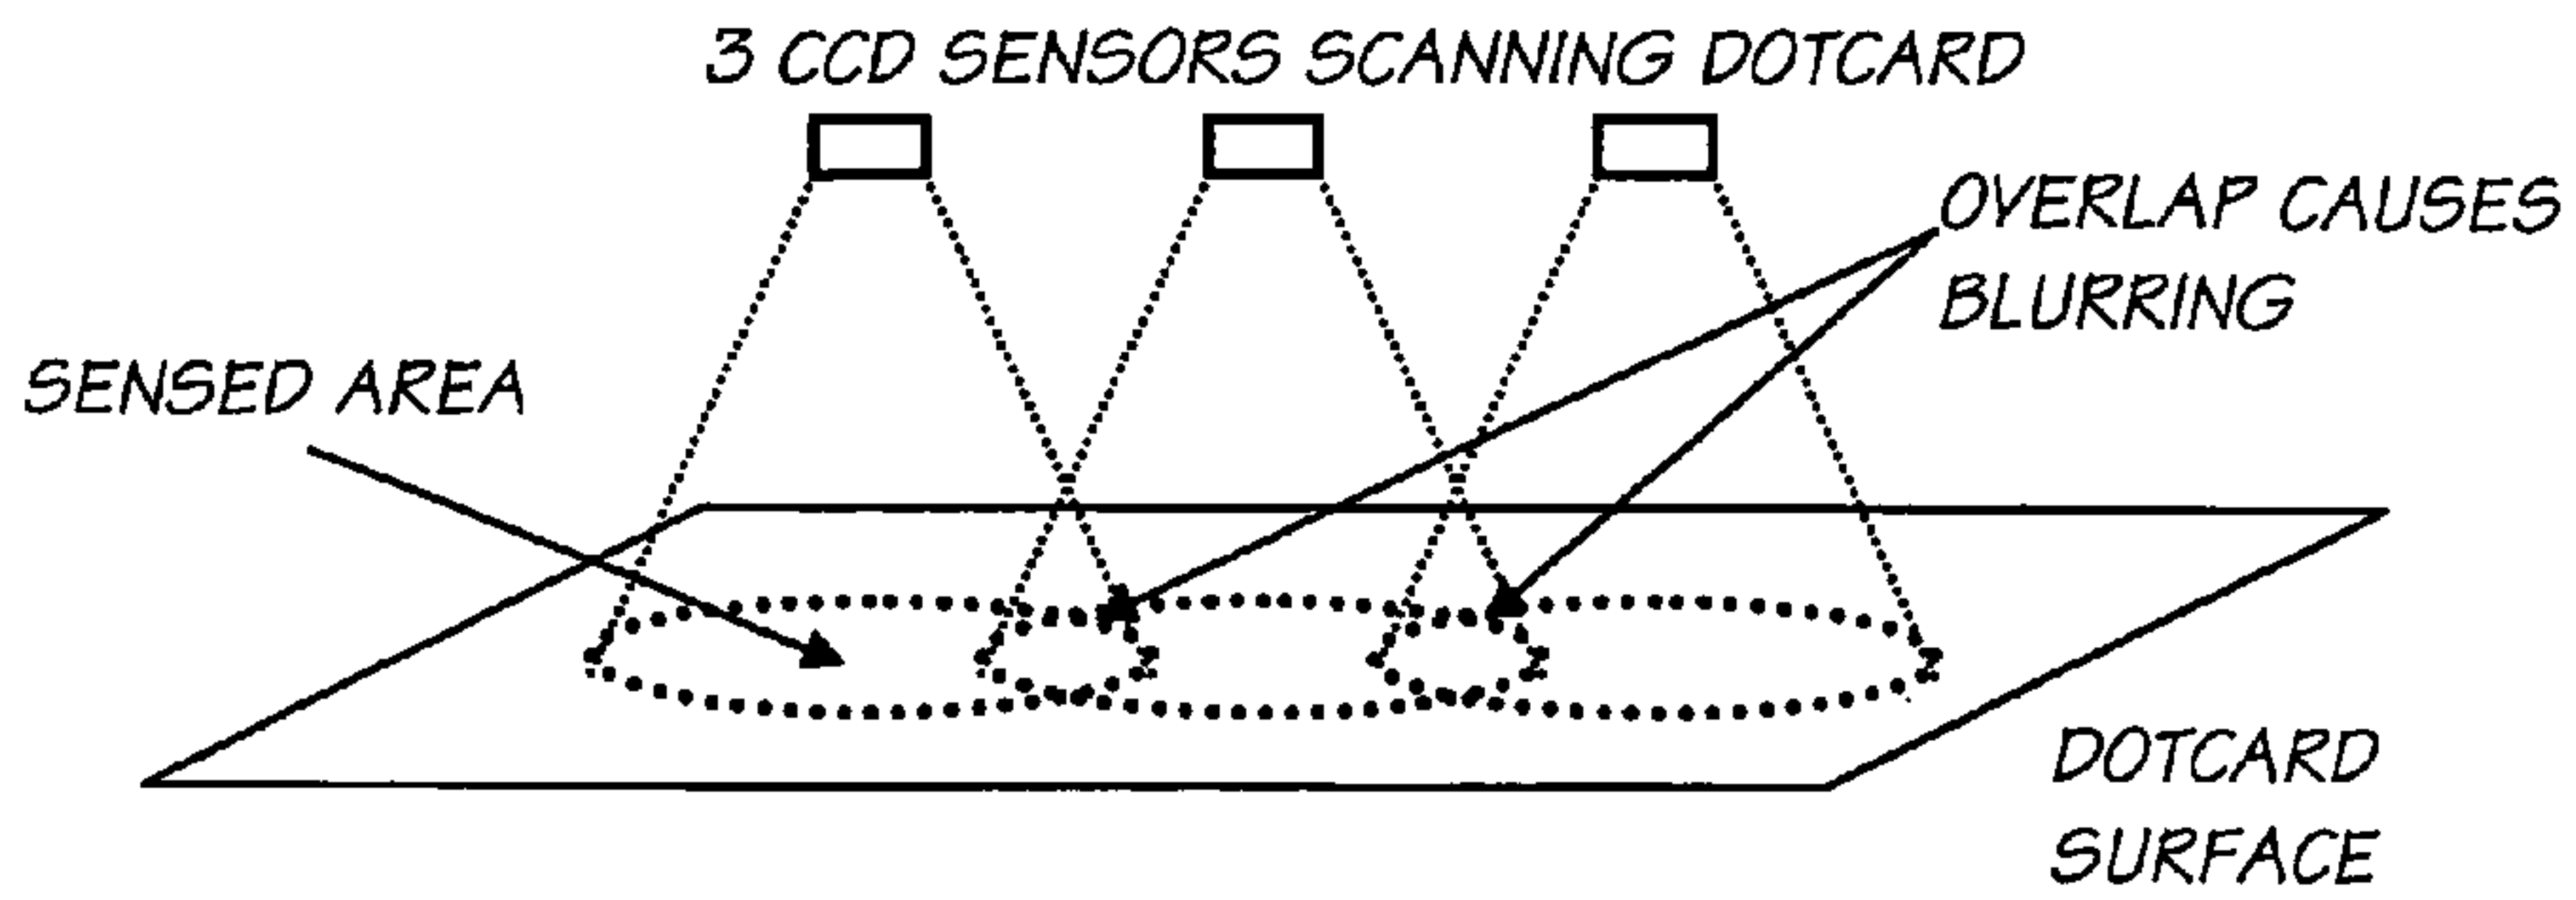 3 CCD SENSORS SCANNING DOTCARD
OVERLAP CAUSES
BLURRING
SENSED AREA
DOTCARD
SURFACE